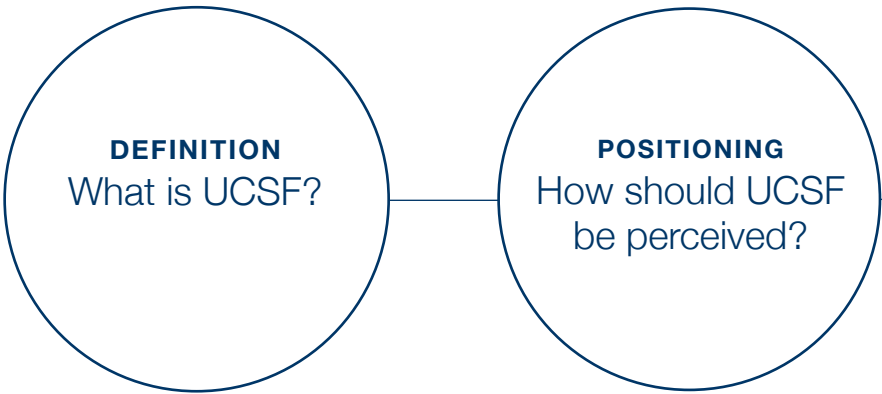 DEFINITION
What is UCSF?
POSITIONING
How should UCSF
be perceived?